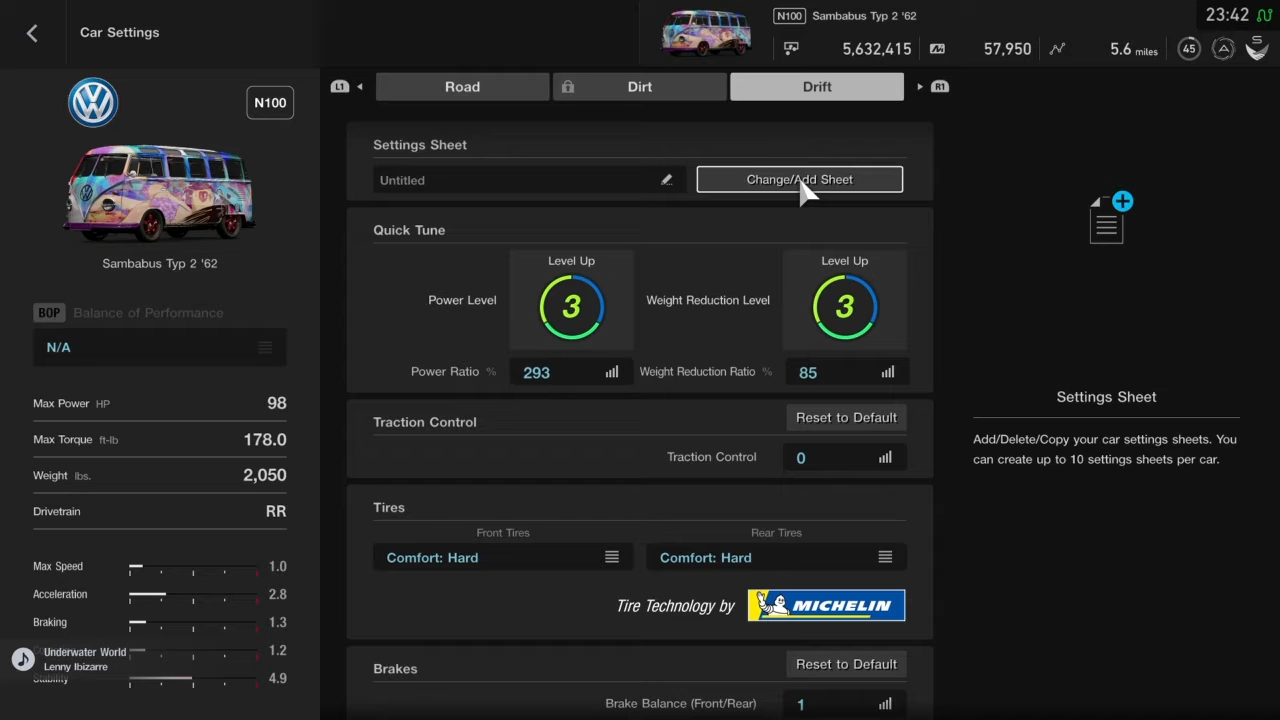 Car Settings
N100 Sambabus Typ 2 '62
23:42
5,632,415
57,950
5.6 miles
45
A
S
N100
Sambabus Typ 2 '62
BOP Balance of Performance
N/A
Max Power HP 98
Max Torque ft-lb 178.0
Weight lbs. 2,050
Drivetrain RR
Max Speed 1.0
Acceleration 2.8
Braking 1.3
1.2
Stability 4.9
Underwater World
Lenny Ibizarre
L1 Road Dirt Drift R1
Settings Sheet
Untitled Change/Add Sheet
Quick Tune
Level Up Level Up
Power Level 3 Weight Reduction Level 3
Power Ratio % 293 Weight Reduction Ratio % 85
Traction Control Reset to Default
Traction Control 0
Tires
Front Tires Rear Tires
Comfort: Hard Comfort: Hard
Tire Technology by MICHELIN
Brakes Reset to Default
Brake Balance (Front/Rear) 1
Settings Sheet
Add/Delete/Copy your car settings sheets. You
can create up to 10 settings sheets per car.